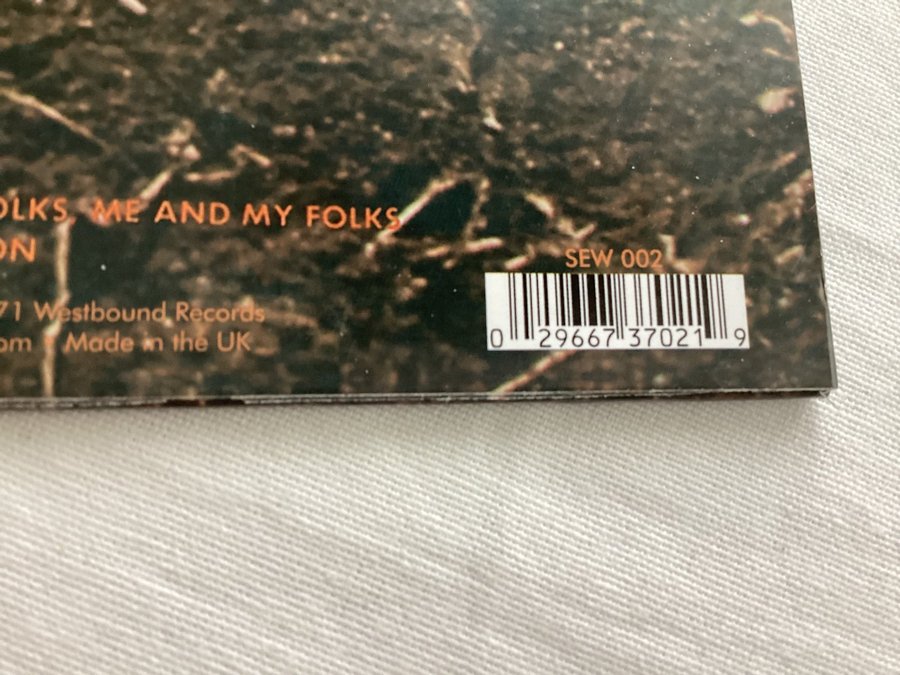 OLKS, ME AND MY FOLKS
ON
71 Westbound Records
om • Made in the UK
SEW 002
0 29667 37021 9